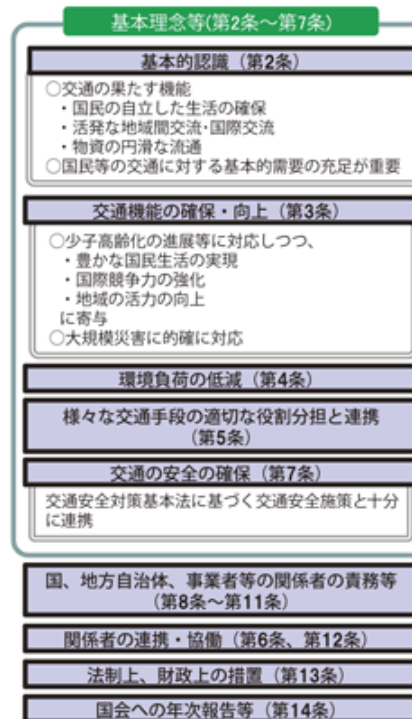 基本理念等(第2条～第7条)
基本的認識（第2条）
○交通の果たす機能
・国民の自立した生活の確保
・活発な地域間交流・国際交流
・物資の円滑な流通
○国民等の交通に対する基本的需要の充足が重要
交通機能の確保・向上（第3条）
○少子高齢化の進展等に対応しつつ、
・豊かな国民生活の実現
・国際競争力の強化
・地域の活力の向上
に寄与
○大規模災害に的確に対応
環境負荷の低減（第4条）
様々な交通手段の適切な役割分担と連携
（第5条）
交通の安全の確保（第7条）
交通安全対策基本法に基づく交通安全施策と十分
に連携
国、地方自治体、事業者等の関係者の責務等
（第8条～第11条）
関係者の連携・協働（第6条、第12条）
法制上、財政上の措置（第13条）
国会への年次報告等（第14条）